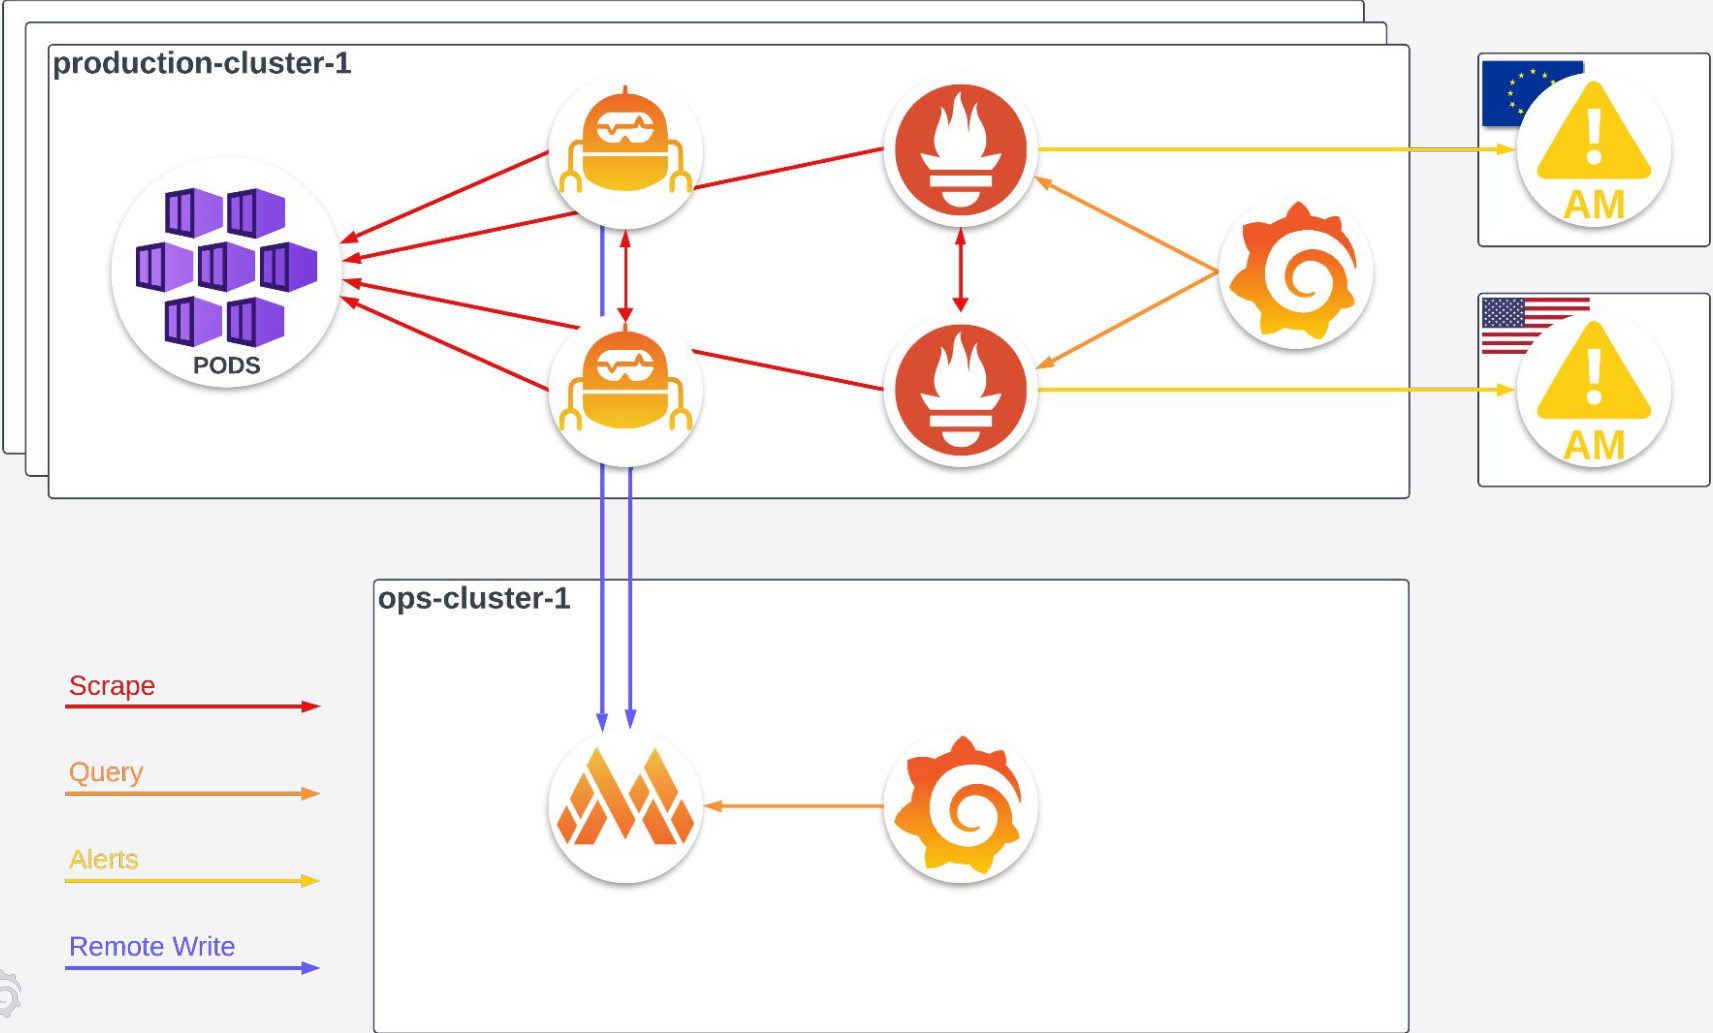 production-cluster-1
PODS
AM
AM
ops-cluster-1
Scrape
Query
Alerts
Remote Write